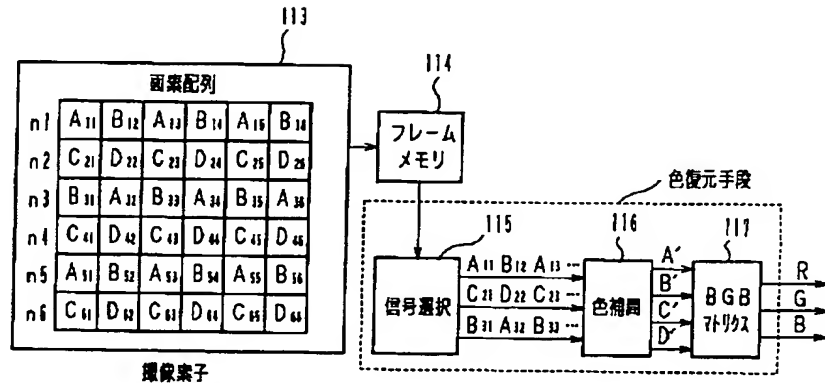 113
画素配列
n1 A11 B12 A13 B14 A15 B16
n2 C21 D22 C23 D24 C25 D26
n3 B31 A32 B33 A34 B35 A36
n4 C41 D42 C43 D44 C45 D46
n5 A51 B52 A53 B54 A55 B56
n6 C61 D62 C63 D64 C65 D66
撮像素子
114
フレーム
メモリ
色復元手段
115
信号選択
A11 B12 A13 …
C21 D22 C23 …
B31 A32 B33 …
116
色補間
A′
B′
C′
D′
117
BGB
マトリクス
R
G
B